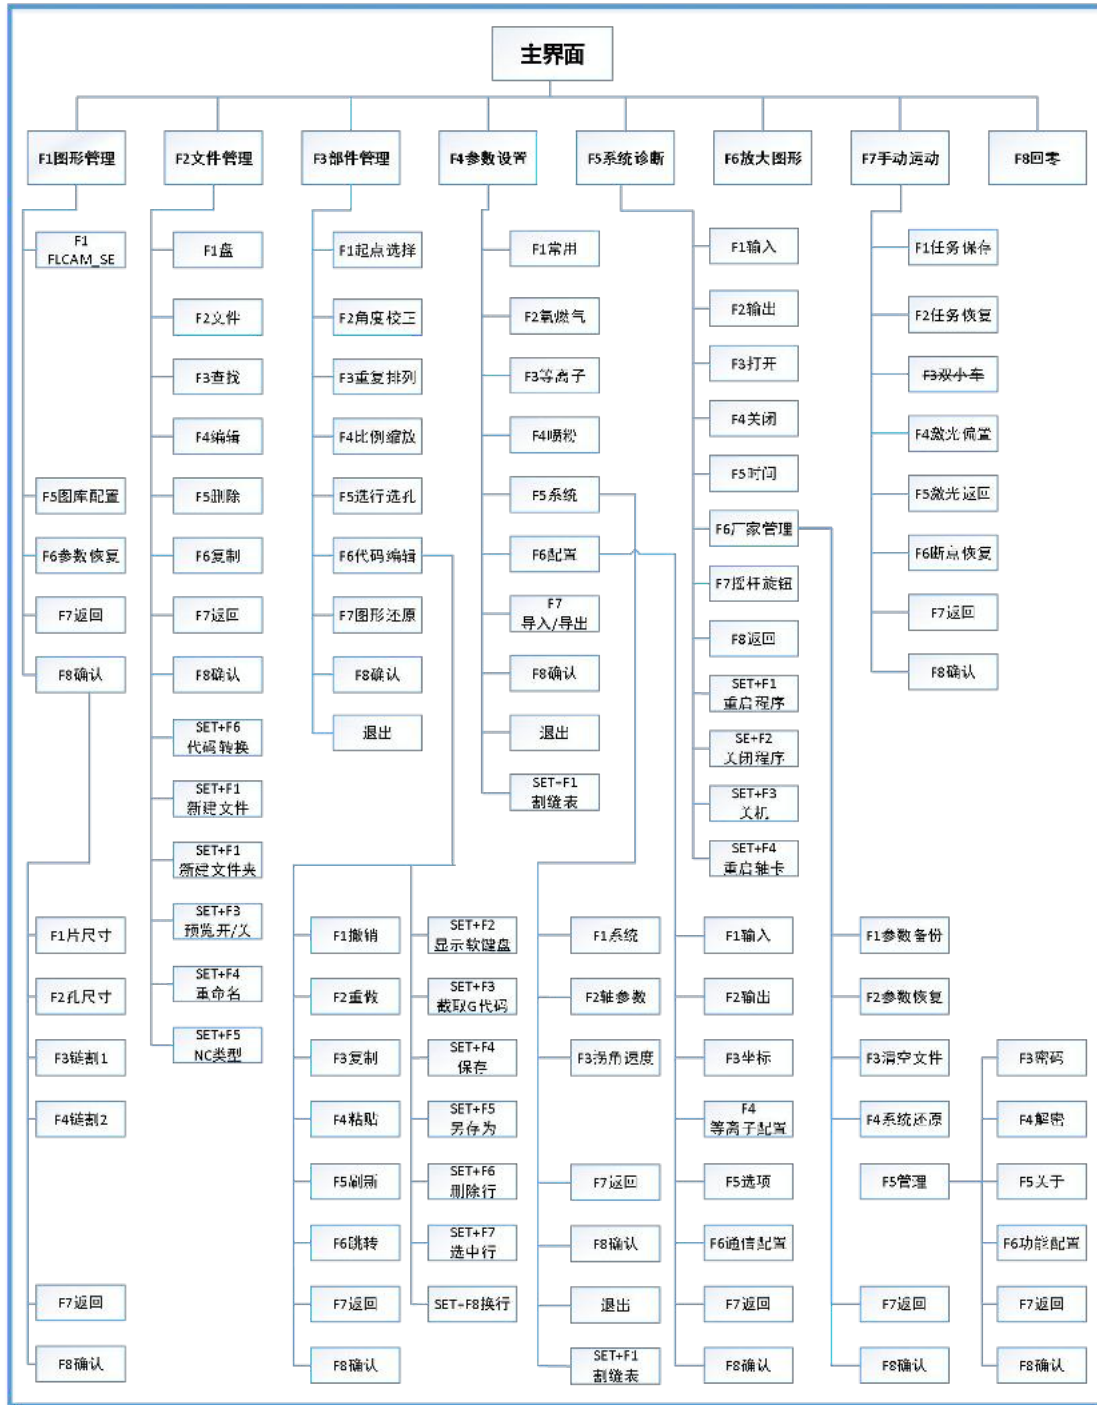 主界面
F1图形管理
F2文件管理
F3部件管理
F4参数设置
F5系统诊断
F6放大图形
F7手动运动
F8回零
F1
FLCAM_SE
F5图库配置
F6参数恢复
F7返回
F8确认
F1片尺寸
F2孔尺寸
F3链割1
F4链割2
F7返回
F8确认
F1盘
F2文件
F3查找
F4编辑
F5删除
F6复制
F7返回
F8确认
SET+F6
代码转换
SET+F1
新建文件
SET+F1
新建文件夹
SET+F3
预览开/关
SET+F4
重命名
SET+F5
NC类型
F1起点选择
F2角度校正
F3重复排列
F4比例缩放
F5选行选孔
F6代码编辑
F7图形还原
F8确认
退出
F1撤销
F2重做
F3复制
F4粘贴
F5刷新
F6跳转
F7返回
F8确认
SET+F2
显示软键盘
SET+F3
截取G代码
SET+F4
保存
SET+F5
另存为
SET+F6
删除行
SET+F7
选中行
SET+F8换行
F1常用
F2氧燃气
F3等离子
F4喷粉
F5系统
F6配置
F7
导入/导出
F8确认
退出
SET+F1
割缝表
F1系统
F2轴参数
F3拐角速度
F7返回
F8确认
退出
SET+F1
割缝表
F1输入
F2输出
F3坐标
F4
等离子配置
F5选项
F6通信配置
F7返回
F8确认
F1输入
F2输出
F3打开
F4关闭
F5时间
F6厂家管理
F7摇杆旋钮
F8返回
SET+F1
重启程序
SE+F2
关闭程序
SET+F3
关机
SET+F4
重启轴卡
F1参数备份
F2参数恢复
F3清空文件
F4系统还原
F5管理
F7返回
F8确认
F3密码
F4解密
F5关于
F6功能配置
F7返回
F8确认
F1任务保存
F2任务恢复
F3双小车
F4激光偏置
F5激光返回
F6断点恢复
F7返回
F8确认